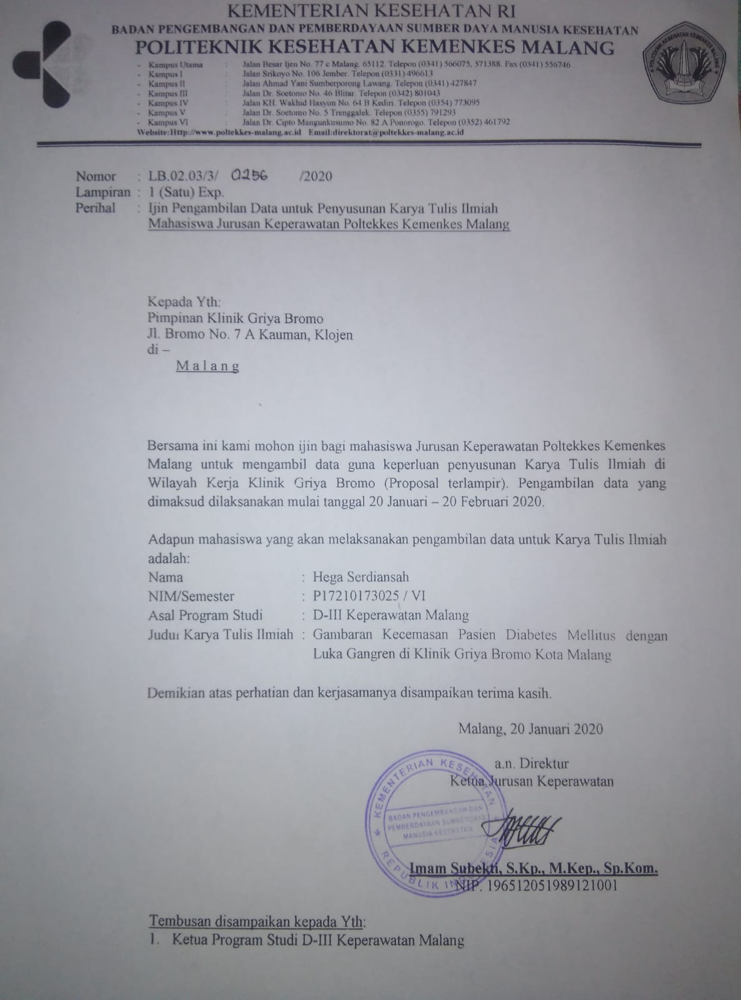 KEMENTERIAN KESEHATAN RI
BADAN PENGEMBANGAN DAN PEMBERDAYAAN SUMBER DAYA MANUSIA KESEHATAN
POLITEKNIK KESEHATAN KEMENKES MALANG
- Kampus Utama : Jalan Besar Ijen No. 77 c Malang. 65112. Telepon (0341) 566075, 571388. Fax (0341) 556746
- Kampus I : Jalan Srikoyo No. 106 Jember. Telepon (0331) 496613
- Kampus II : Jalan Ahmad Yani Sumberporong Lawang. Telepon (0341) 427847
- Kampus III : Jalan Dr. Soetomo No. 46 Blitar. Telepon (0342) 801043
- Kampus IV : Jalan KH. Wakhid Hasyim No. 64 B Kediri. Telepon (0354) 773095
- Kampus V : Jalan Dr. Soetomo No. 5 Trenggalek. Telepon (0355) 791293
- Kampus VI : Jalan Dr. Cipto Mangunkusumo No. 82 A Ponorogo. Telepon (0352) 461792
Website:Http://www.poltekkes-malang.ac.id Email:direktorat@poltekkes-malang.ac.id
POLITEKNIK KESEHATAN KEMENKES MALANG
Nomor : LB.02.03/3/ 0256 /2020
Lampiran : 1 (Satu) Exp.
Perihal : Ijin Pengambilan Data untuk Penyusunan Karya Tulis Ilmiah
Mahasiswa Jurusan Keperawatan Poltekkes Kemenkes Malang
Kepada Yth:
Pimpinan Klinik Griya Bromo
Jl. Bromo No. 7 A Kauman, Klojen
di –
M a l a n g
Bersama ini kami mohon ijin bagi mahasiswa Jurusan Keperawatan Poltekkes Kemenkes
Malang untuk mengambil data guna keperluan penyusunan Karya Tulis Ilmiah di
Wilayah Kerja Klinik Griya Bromo (Proposal terlampir). Pengambilan data yang
dimaksud dilaksanakan mulai tanggal 20 Januari – 20 Februari 2020.
Adapun mahasiswa yang akan melaksanakan pengambilan data untuk Karya Tulis Ilmiah
adalah:
Nama : Hega Serdiansah
NIM/Semester : P17210173025 / VI
Asal Program Studi : D-III Keperawatan Malang
Judul Karya Tulis Ilmiah : Gambaran Kecemasan Pasien Diabetes Mellitus dengan
Luka Gangren di Klinik Griya Bromo Kota Malang
Demikian atas perhatian dan kerjasamanya disampaikan terima kasih.
Malang, 20 Januari 2020
a.n. Direktur
Ketua Jurusan Keperawatan
KEMENTERIAN KESEHATAN
BADAN PENGEMBANGAN DAN
PEMBERDAYAAN SUMBERDAYA
MANUSIA KESEHATAN
REPUBLIK INDONESIA
Imam Subekti, S.Kp., M.Kep., Sp.Kom.
NIP. 196512051989121001
Tembusan disampaikan kepada Yth:
1. Ketua Program Studi D-III Keperawatan Malang